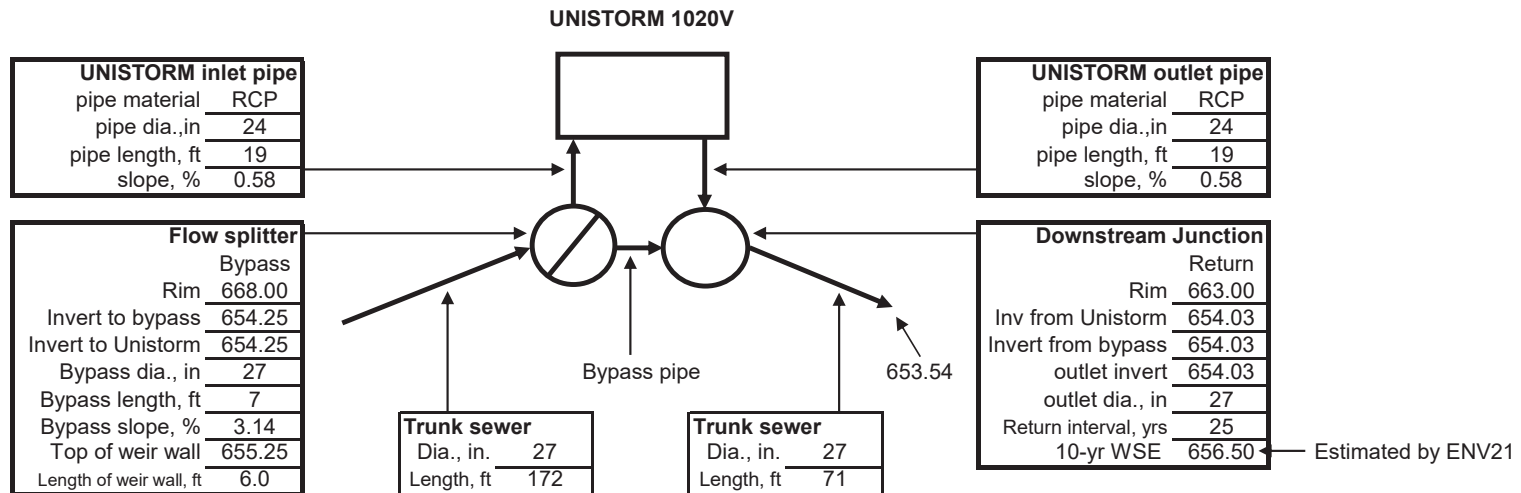 UNISTORM 1020V
UNISTORM inlet pipe
pipe material RCP
pipe dia.,in 24
pipe length, ft 19
slope, % 0.58
UNISTORM outlet pipe
pipe material RCP
pipe dia.,in 24
pipe length, ft 19
slope, % 0.58
Flow splitter
Bypass
Rim 668.00
Invert to bypass 654.25
Invert to Unistorm 654.25
Bypass dia., in 27
Bypass length, ft 7
Bypass slope, % 3.14
Top of weir wall 655.25
Length of weir wall, ft 6.0
Bypass pipe
653.54
Downstream Junction
Return
Rim 663.00
Inv from Unistorm 654.03
Invert from bypass 654.03
outlet invert 654.03
outlet dia., in 27
Return interval, yrs 25
10-yr WSE 656.50
Estimated by ENV21
Trunk sewer
Dia., in. 27
Length, ft 172
Trunk sewer
Dia., in. 27
Length, ft 71